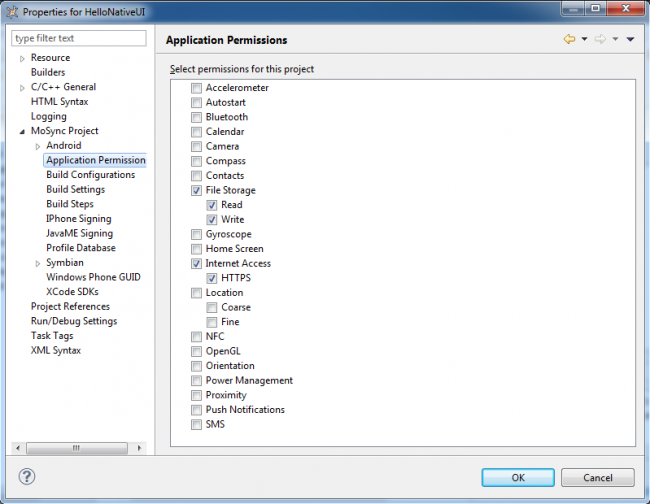 Properties for HelloNativeUI
type filter text
Resource
Builders
C/C++ General
HTML Syntax
Logging
MoSync Project
Android
Application Permission
Build Configurations
Build Settings
Build Steps
IPhone Signing
JavaME Signing
Profile Database
Symbian
Windows Phone GUID
XCode SDKs
Project References
Run/Debug Settings
Task Tags
XML Syntax
Application Permissions
Select permissions for this project
Accelerometer
Autostart
Bluetooth
Calendar
Camera
Compass
Contacts
File Storage
Read
Write
Gyroscope
Home Screen
Internet Access
HTTPS
Location
Coarse
Fine
NFC
OpenGL
Orientation
Power Management
Proximity
Push Notifications
SMS
?
OK
Cancel